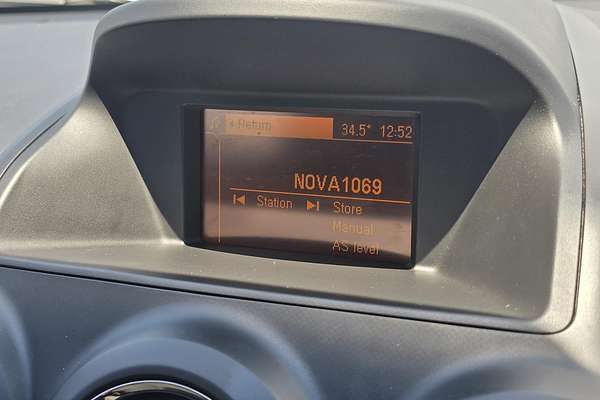 Return 34.5° 12:52
NOVA1069
Station Store
Manual
AS level